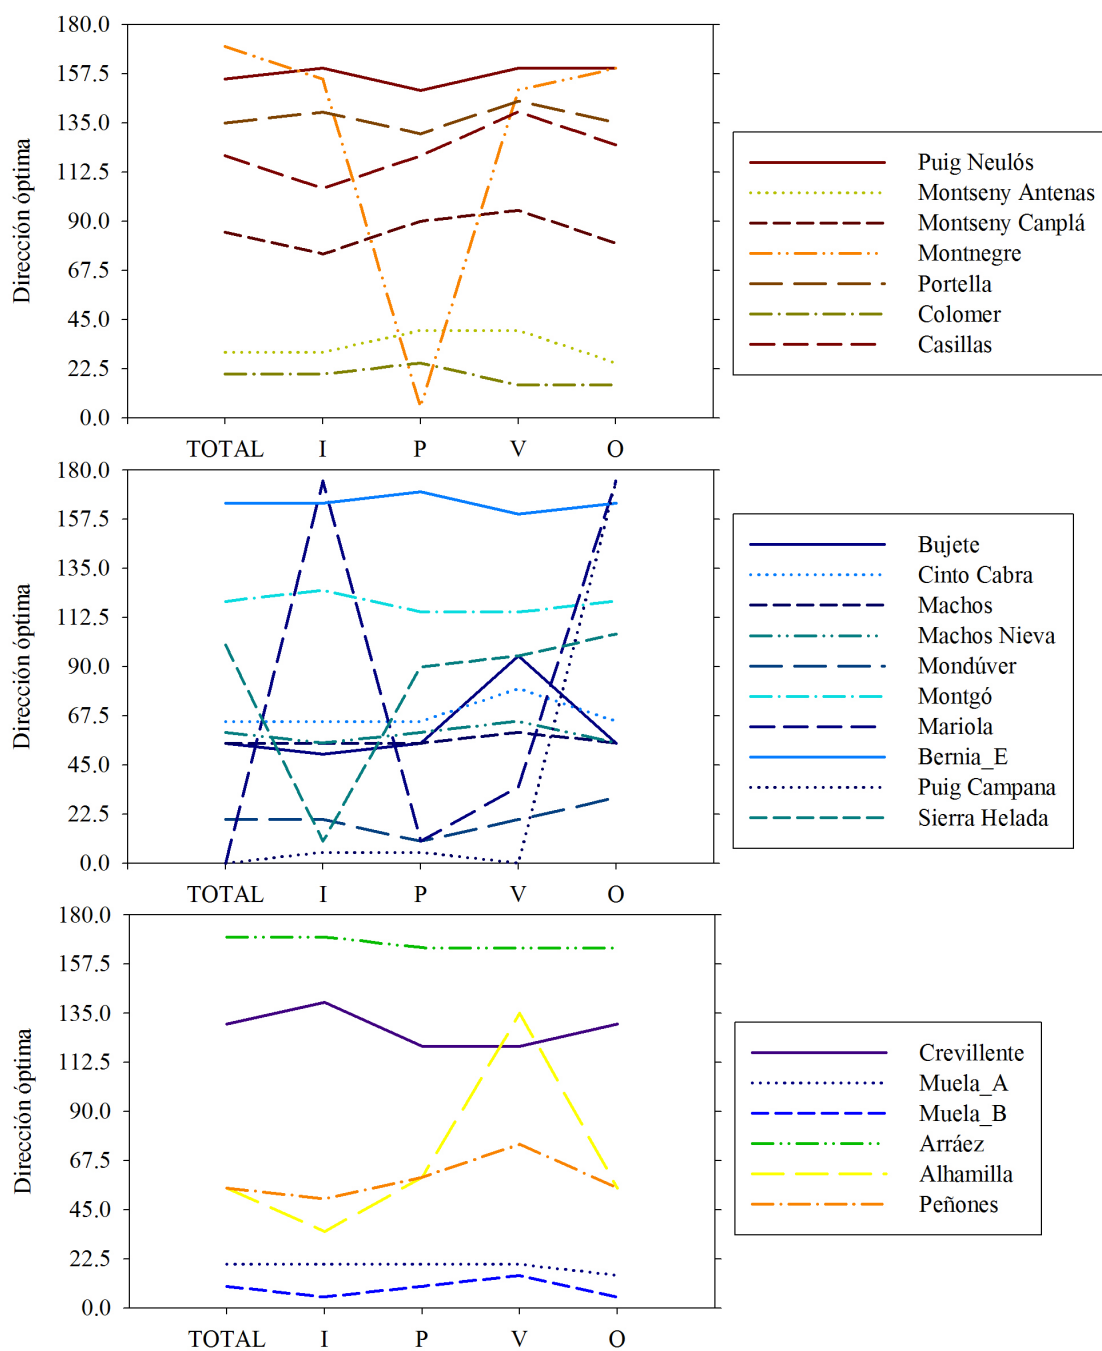 180.0
157.5
135.0
112.5
90.0
67.5
45.0
22.5
0.0
Dirección óptima
TOTAL I P V O
Puig Neulós
Montseny Antenas
Montseny Canplá
Montnegre
Portella
Colomer
Casillas
180.0
157.5
135.0
112.5
90.0
67.5
45.0
22.5
0.0
Dirección óptima
TOTAL I P V O
Bujete
Cinto Cabra
Machos
Machos Nieva
Mondúver
Montgó
Mariola
Bernia_E
Puig Campana
Sierra Helada
180.0
157.5
135.0
112.5
90.0
67.5
45.0
22.5
0.0
Dirección óptima
TOTAL I P V O
Crevillente
Muela_A
Muela_B
Arráez
Alhamilla
Peñones